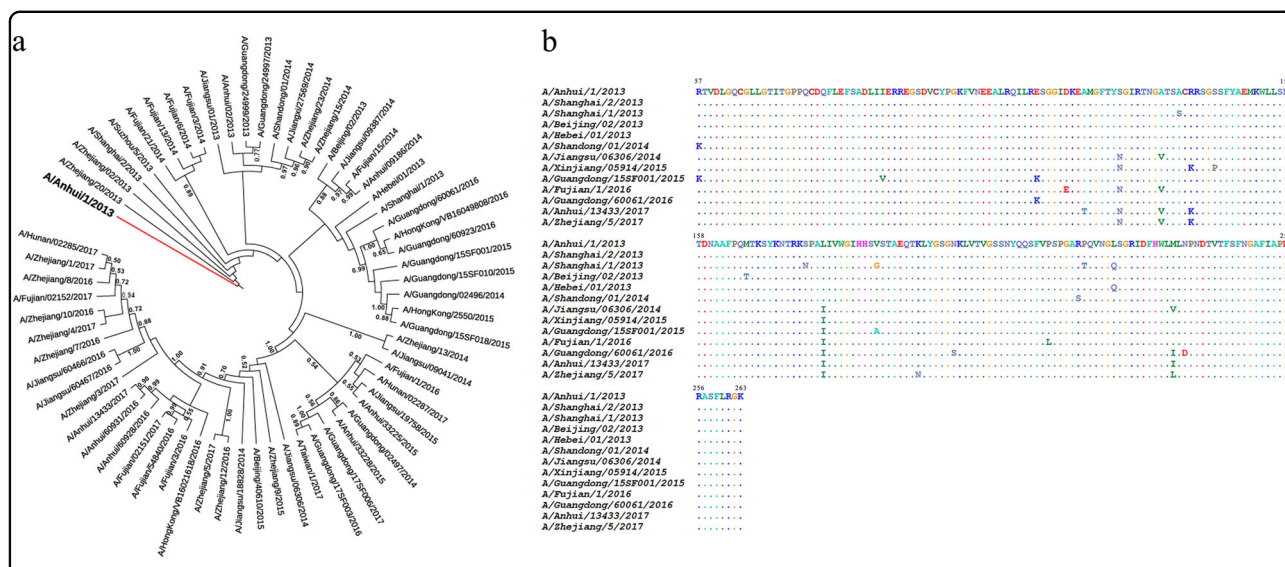 a
b
A/Anhui/1/2013
A/Zhejiang/20/2013
A/Zhejiang/02/2013
A/Shanghai/2/2013
A/Suzhou/5/2013
A/Fujian/21/2014
A/Fujian/13/2014
A/Fujian/6/2014
A/Fujian/3/2014
A/Jiangsu/01/2013
A/Anhui/02/2013
A/Guangdong/24999/2013
A/Guangdong/24997/2013
A/Shandong/01/2014
A/Jiangxi/27569/2014
A/Zhejiang/23/2014
A/Zhejiang/15/2014
A/Beijing/02/2013
A/Jiangsu/09387/2014
A/Fujian/15/2014
A/Anhui/09186/2014
A/Hebei/01/2013
A/Shanghai/1/2013
A/Guangdong/60061/2016
A/HongKong/VB16049808/2016
A/Guangdong/60923/2016
A/Guangdong/15SF001/2015
A/Guangdong/15SF010/2015
A/Guangdong/02496/2014
A/HongKong/2550/2015
A/Guangdong/15SF018/2015
A/Zhejiang/13/2014
A/Jiangsu/09041/2014
A/Fujian/1/2016
A/Hunan/02287/2017
A/Jiangsu/19758/2015
A/Anhui/33225/2015
A/Guangdong/02497/2014
A/Anhui/33228/2015
A/Guangdong/17SF006/2017
A/Guangdong/17SF003/2016
A/Taiwan/1/2017
A/Jiangsu/06306/2014
A/Zhejiang/9/2015
A/Beijing/40610/2015
A/Jiangsu/18828/2014
A/Zhejiang/12/2016
A/Zhejiang/5/2017
A/HongKong/VB16021618/2016
A/Fujian/3/2016
A/Fujian/54840/2016
A/Fujian/02151/2017
A/Anhui/60928/2016
A/Anhui/60931/2016
A/Anhui/13433/2017
A/Zhejiang/3/2017
A/Jiangsu/60467/2016
A/Jiangsu/60466/2016
A/Zhejiang/7/2016
A/Zhejiang/4/2017
A/Zhejiang/10/2016
A/Fujian/02152/2017
A/Zhejiang/8/2016
A/Zhejiang/1/2017
A/Hunan/02285/2017
57
A/Anhui/1/2013 RTVDLGQCGLLGTITGPPQCDQFLEFSADLIIERREGSDVCYPGKFVNEEALRQILRESGGIDKEAMGFTYSGIRTNGATSACRRSGSSFYAEMKWLLS
A/Shanghai/2/2013
A/Shanghai/1/2013 S
A/Beijing/02/2013
A/Hebei/01/2013
A/Shandong/01/2014 K
A/Jiangsu/06306/2014 N V
A/Xinjiang/05914/2015 N K P
A/Guangdong/15SF001/2015 K V K
A/Fujian/1/2016 E N V
A/Guangdong/60061/2016 K
A/Anhui/13433/2017 T N V K
A/Zhejiang/5/2017 N V K
158
A/Anhui/1/2013 TDNAAFPQMTKSYKNTRKSPALIVWGIHHSVSTAEQTKLYGSGNKLVTVGSSNYQQSFVPSPGARPQVNGLSGRIDFHWLMLNPNDTVTFSFNGAFIAP
A/Shanghai/2/2013
A/Shanghai/1/2013 N G T Q
A/Beijing/02/2013 T
A/Hebei/01/2013 Q
A/Shandong/01/2014 S
A/Jiangsu/06306/2014 I V
A/Xinjiang/05914/2015 I
A/Guangdong/15SF001/2015 A
A/Fujian/1/2016 I L
A/Guangdong/60061/2016 S I D
A/Anhui/13433/2017 I I
A/Zhejiang/5/2017 I N L
256 263
A/Anhui/1/2013 RASFLRGK
A/Shanghai/2/2013
A/Shanghai/1/2013
A/Beijing/02/2013
A/Hebei/01/2013
A/Shandong/01/2014
A/Jiangsu/06306/2014
A/Xinjiang/05914/2015
A/Guangdong/15SF001/2015
A/Fujian/1/2016
A/Guangdong/60061/2016
A/Anhui/13433/2017
A/Zhejiang/5/2017